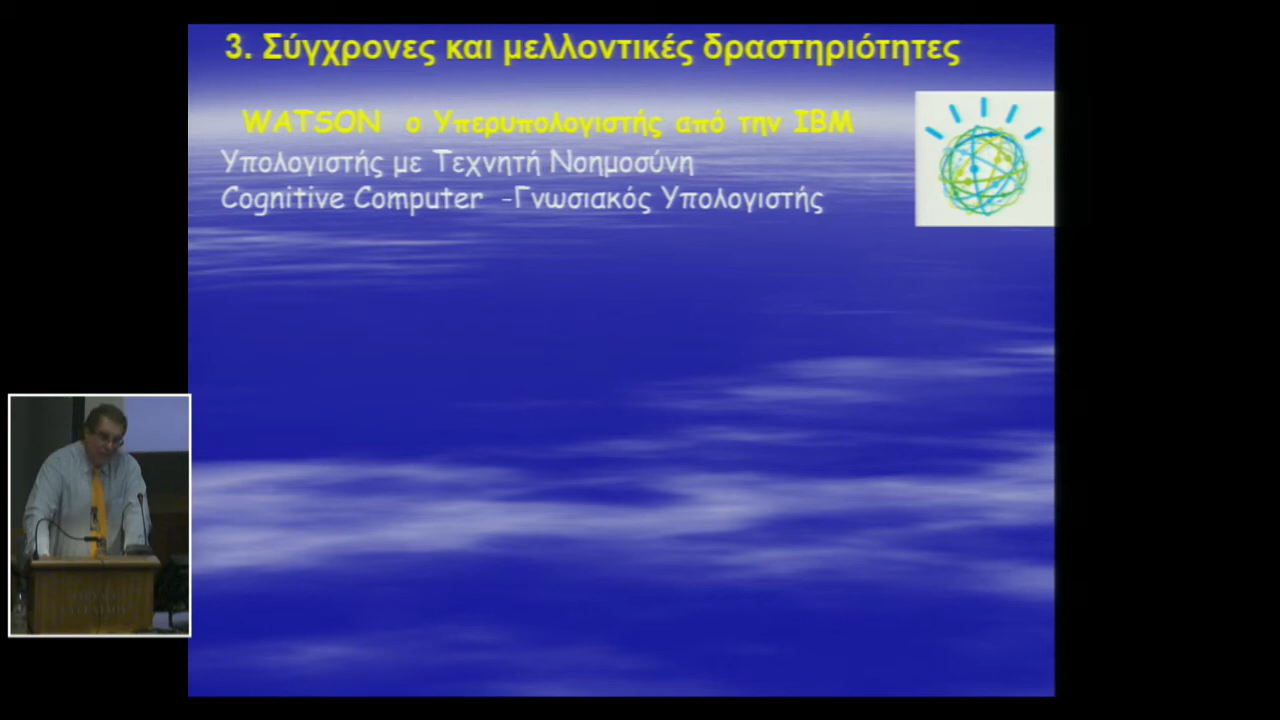 3. Σύγχρονες και μελλοντικές δραστηριότητες
WATSON ο Υπερυπολογιστής από την IBM
Υπολογιστής με Τεχνητή Νοημοσύνη
Cognitive Computer -Γνωσιακός Υπολογιστής